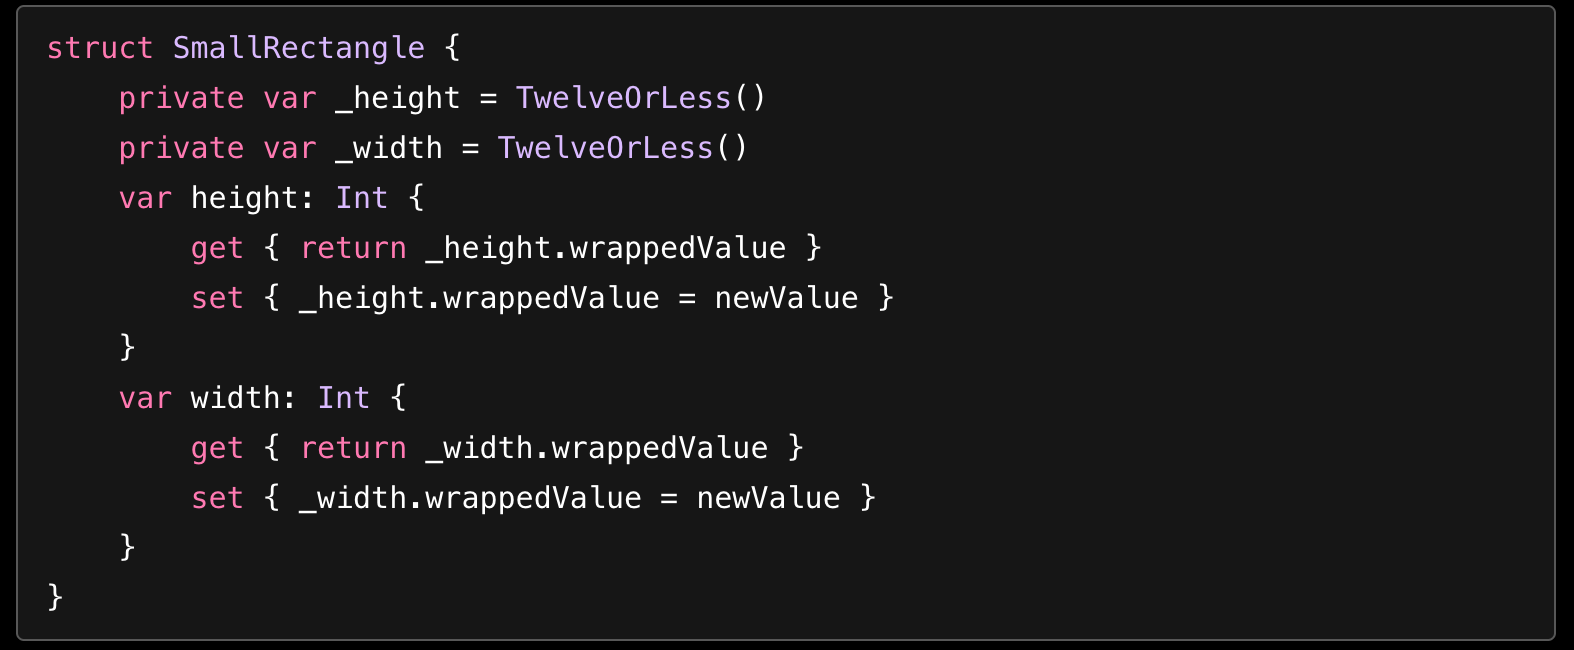 struct SmallRectangle {
    private var _height = TwelveOrLess()
    private var _width = TwelveOrLess()
    var height: Int {
        get { return _height.wrappedValue }
        set { _height.wrappedValue = newValue }
    }
    var width: Int {
        get { return _width.wrappedValue }
        set { _width.wrappedValue = newValue }
    }
}